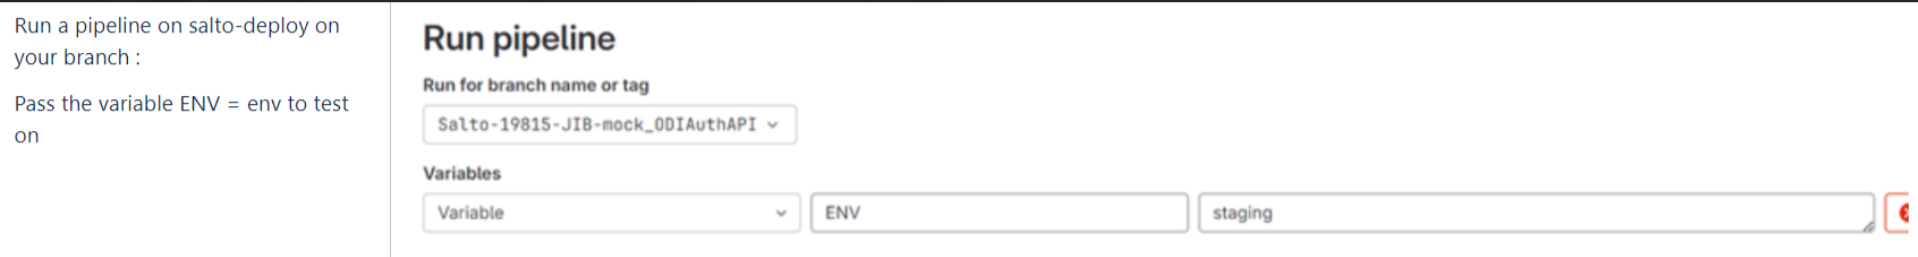 Run a pipeline on salto-deploy on
your branch :
Pass the variable ENV = env to test
on
Run pipeline
Run for branch name or tag
Salto-19815-JIB-mock_ODIAuthAPI
Variables
Variable ENV staging